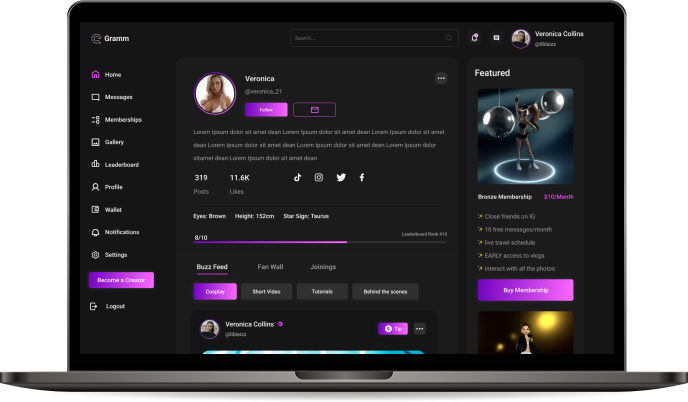 Gramm
Search...
Veronica Collins
@liblaizz
Home
Messages
Memberships
Gallery
Leaderboard
Profile
Wallet
Notifications
Settings
Become a Creator
Logout
Veronica
@veronica_21
Follow
Lorem Ipsum dolor sit amet dean Lorem Ipsum dolor sit amet dean Lorem Ipsum dolor sit amet
dean Lorem Ipsum dolor sit amet dean Lorem Ipsum dolor sit amet dean Lorem Ipsum dolor
sitamet dean Lorem Ipsum dolor sit amet dean
319
11.6K
Posts
Likes
Eyes: Brown Height: 152cm Star Sign: Taurus
8/10
Leaderboard Rank #10
Buzz Feed
Fan Wall
Joinings
Cosplay
Short Video
Tutorials
Behind the scenes
Veronica Collins
@liblaizz
Tip
Featured
Bronze Membership
$10/Month
Close friends on IG
10 free messages/month
live travel schedule
EARLY access to vlogs
interact with all the photos
Buy Membership